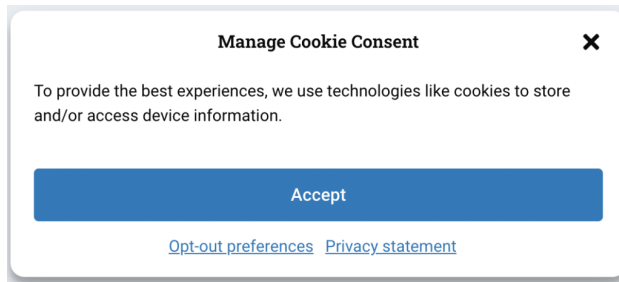 Manage Cookie Consent
To provide the best experiences, we use technologies like cookies to store
and/or access device information.
Accept
Opt-out preferences Privacy statement